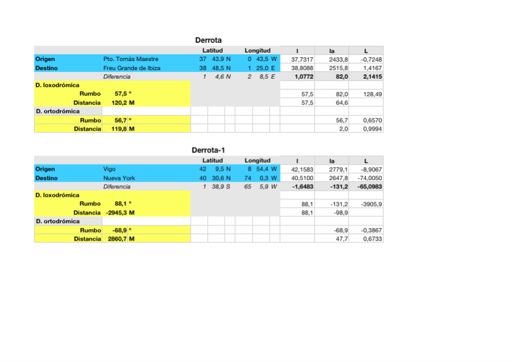 Derrota
Latitud Longitud l la L
Origen Pto. Tomás Maestre 37 43,9 N 0 43,5 W 37,7317 2433,8 -0,7248
Destino Freu Grande de Ibiza 38 48,5 N 1 25,0 E 38,8088 2515,8 1,4167
Diferencia 1 4,6 N 2 8,5 E 1,0772 82,0 2,1415
D. loxodrómica
Rumbo 57,5 º 57,5 82,0 128,49
Distancia 120,2 M 57,5 64,6
D. ortodrómica
Rumbo 56,7 º 56,7 0,6570
Distancia 119,8 M 2,0 0,9994
Derrota-1
Latitud Longitud l la L
Origen Vigo 42 9,5 N 8 54,4 W 42,1583 2779,1 -8,9067
Destino Nueva York 40 30,6 N 74 0,3 W 40,5100 2647,8 -74,0050
Diferencia 1 38,9 S 65 5,9 W -1,6483 -131,2 -65,0983
D. loxodrómica
Rumbo 88,1 º 88,1 -131,2 -3905,9
Distancia -2945,3 M 88,1 -98,9
D. ortodrómica
Rumbo -68,9 º -68,9 -0,3867
Distancia 2860,7 M 47,7 0,6733